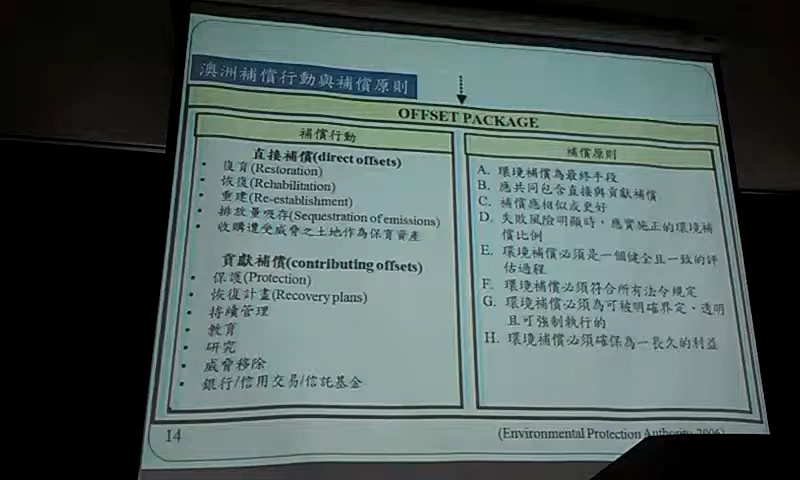 澳洲補償行動與補償原則
OFFSET PACKAGE
補償行動
直接補償(direct offsets)
• 復育(Restoration)
• 恢復(Rehabilitation)
• 重建(Re-establishment)
• 排放量吸存(Sequestration of emissions)
• 收購遭受威脅之土地作為保育資產
貢獻補償(contributing offsets)
• 保護(Protection)
• 恢復計畫(Recovery plans)
• 持續管理
• 教育
• 研究
• 威脅移除
• 銀行/信用交易/信託基金
補償原則
A. 環境補償為最終手段
B. 應共同包含直接與貢獻補償
C. 補償應相似或更好
D. 失敗風險明顯時，應實施正的環境補
償比例
E. 環境補償必須是一個健全且一致的評
估過程
F. 環境補償必須符合所有法令規定
G. 環境補償必須為可被明確界定、透明
且可強制執行的
H. 環境補償必須確保為一長久的利益
14
(Environmental Protection Authority, 2006)